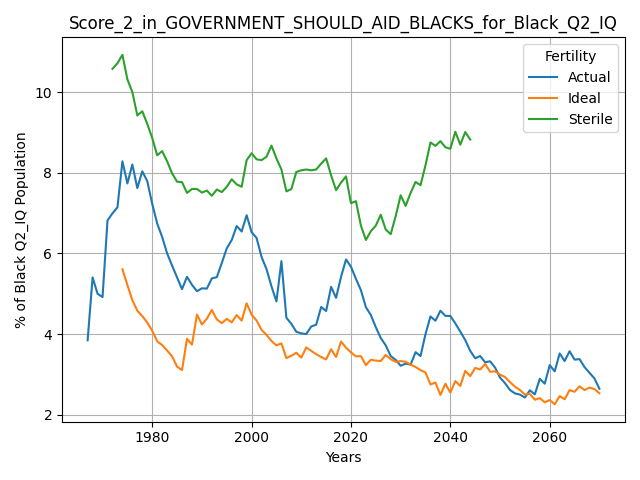 Score_2_in_GOVERNMENT_SHOULD_AID_BLACKS_for_Black_Q2_IQ
Fertility
Actual
Ideal
Sterile
% of Black Q2_IQ Population
10
8
6
4
2
1980
2000
2020
2040
2060
Years